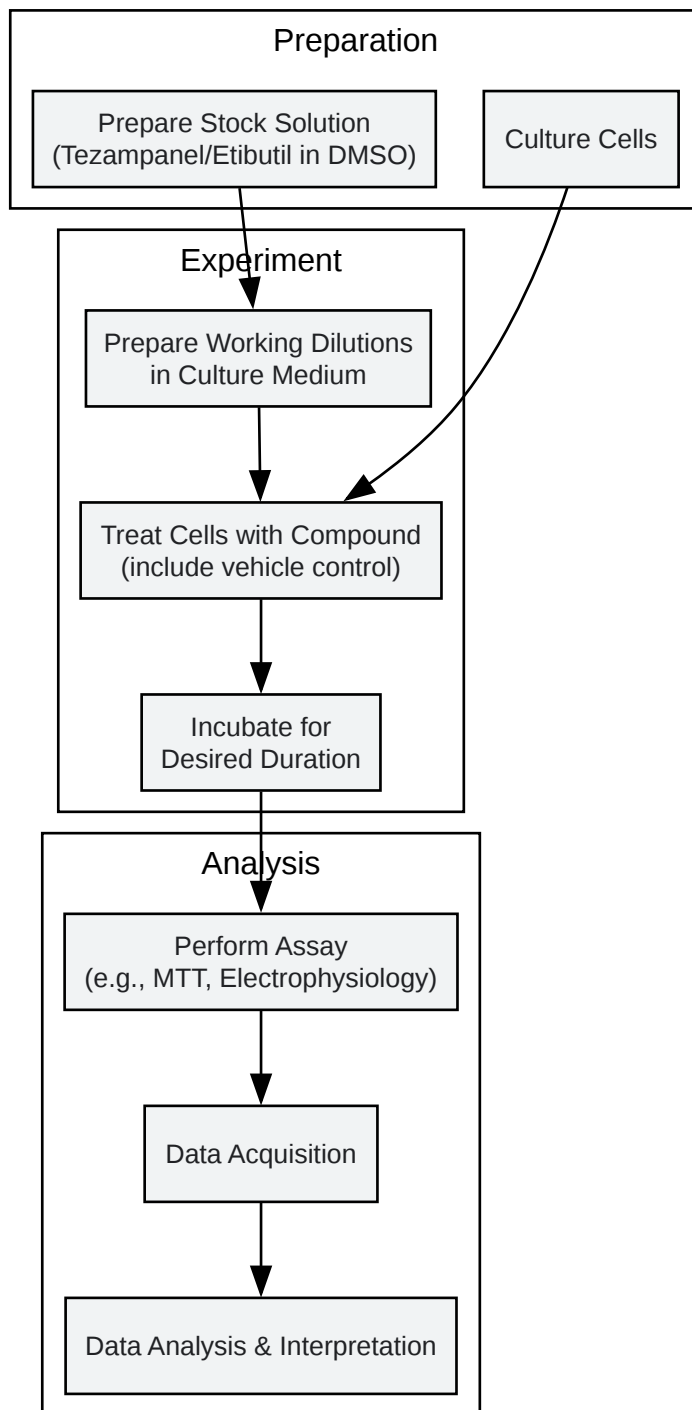 Preparation
Prepare Stock Solution
(Tezampanel/Etibutil in DMSO)
Culture Cells
Experiment
Prepare Working Dilutions
in Culture Medium
Treat Cells with Compound
(include vehicle control)
Incubate for
Desired Duration
Analysis
Perform Assay
(e.g., MTT, Electrophysiology)
Data Acquisition
Data Analysis & Interpretation